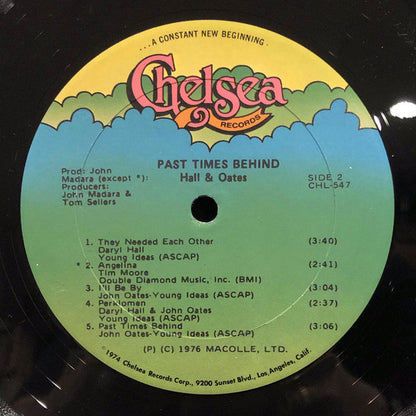 ...A CONSTANT NEW BEGINNING.
Chelsea
RECORDS
PAST TIMES BEHIND
Hall & Oates
Prod: John
Madara (except *):
Producers:
John Madara &
Tom Sellers
SIDE 2
CHL-547
1. They Needed Each Other (3:40)
Daryl Hall
Young Ideas (ASCAP)
* 2. Angelina (2:41)
Tim Moore
Double Diamond Music, Inc. (BMI)
3. I'll Be By (3:04)
John Oates-Young Ideas (ASCAP)
4. Perkiomen (2:37)
Daryl Hall & John Oates
Young Ideas (ASCAP)
5. Past Times Behind (3:06)
John Oates-Young Ideas (ASCAP)
(P) (C) 1976 MACOLLE, LTD.
©1974 Chelsea Records Corp., 9200 Sunset Blvd., Los Angeles, Calif.